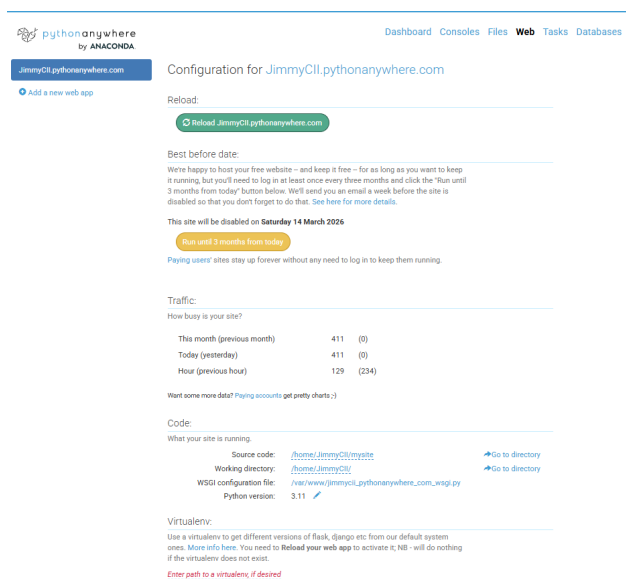 pythonanywhere
by ANACONDA
Dashboard Consoles Files Web Tasks Databases
JimmyCII.pythonanywhere.com
Add a new web app
Configuration for JimmyCII.pythonanywhere.com
Reload:
Reload JimmyCII.pythonanywhere.com
Best before date:
We're happy to host your free website – and keep it free – for as long as you want to keep
it running, but you'll need to log in at least once every three months and click the "Run until
3 months from today" button below. We'll send you an email a week before the site is
disabled so that you don't forget to do that. See here for more details.
This site will be disabled on Saturday 14 March 2026
Run until 3 months from today
Paying users' sites stay up forever without any need to log in to keep them running.
Traffic:
How busy is your site?
This month (previous month) 411 (0)
Today (yesterday) 411 (0)
Hour (previous hour) 129 (234)
Want some more data? Paying accounts get pretty charts ;-)
Code:
What your site is running.
Source code: /home/JimmyCII/mysite Go to directory
Working directory: /home/JimmyCII/ Go to directory
WSGI configuration file: /var/www/jimmycii_pythonanywhere_com_wsgi.py
Python version: 3.11
Virtualenv:
Use a virtualenv to get different versions of flask, django etc from our default system
ones. More info here. You need to Reload your web app to activate it; NB - will do nothing
if the virtualenv does not exist.
Enter path to a virtualenv, if desired